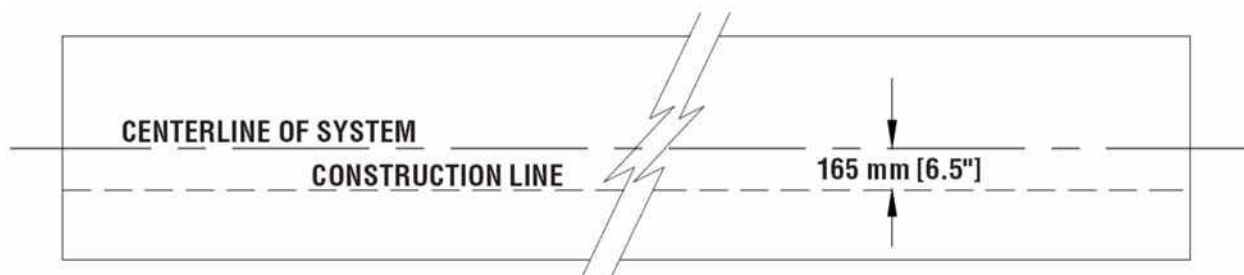 CENTERLINE OF SYSTEM
CONSTRUCTION LINE
165 mm [6.5"]